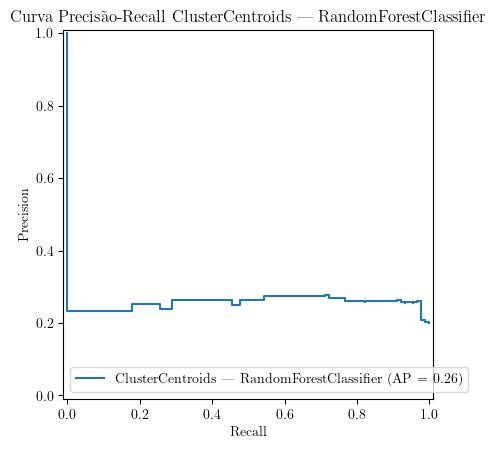 Curva Precisão-Recall ClusterCentroids — RandomForestClassifier
1.0
0.8
0.6
0.4
0.2
0.0
Precision
ClusterCentroids — RandomForestClassifier (AP = 0.26)
0.0 0.2 0.4 0.6 0.8 1.0
Recall